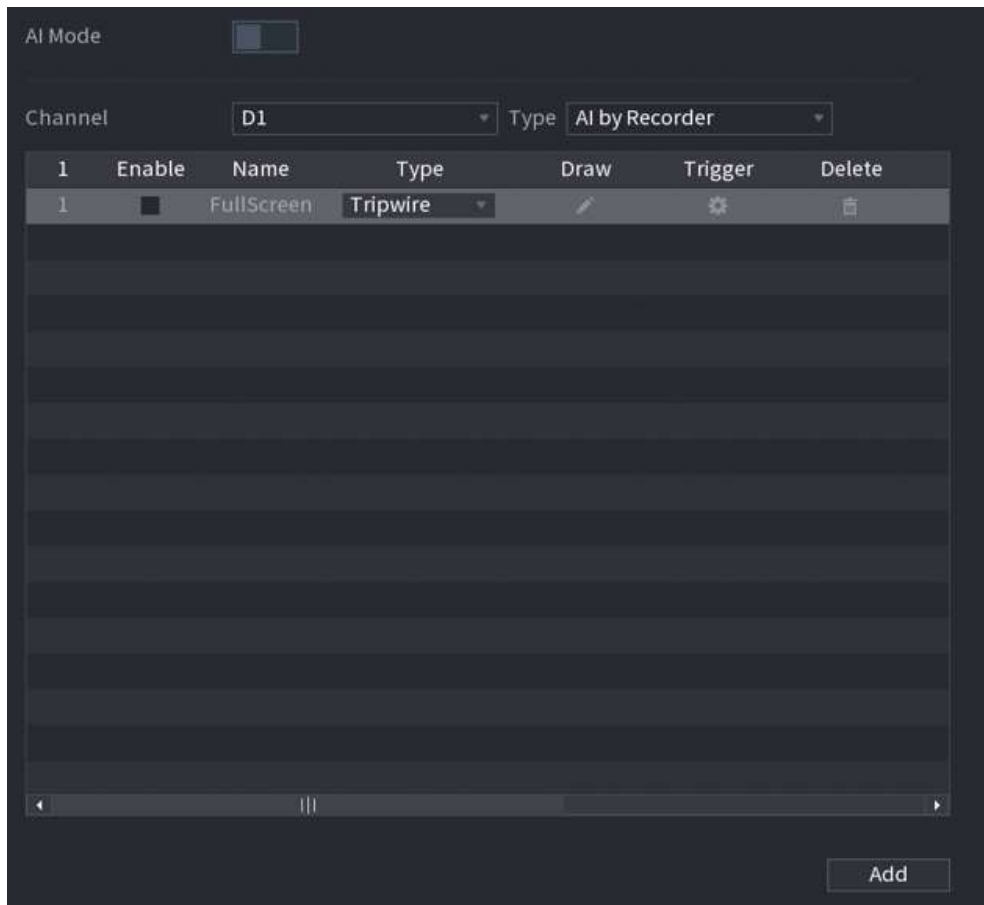 AI Mode
Channel D1 Type AI by Recorder
1 Enable Name Type Draw Trigger Delete
1 FullScreen Tripwire
Add